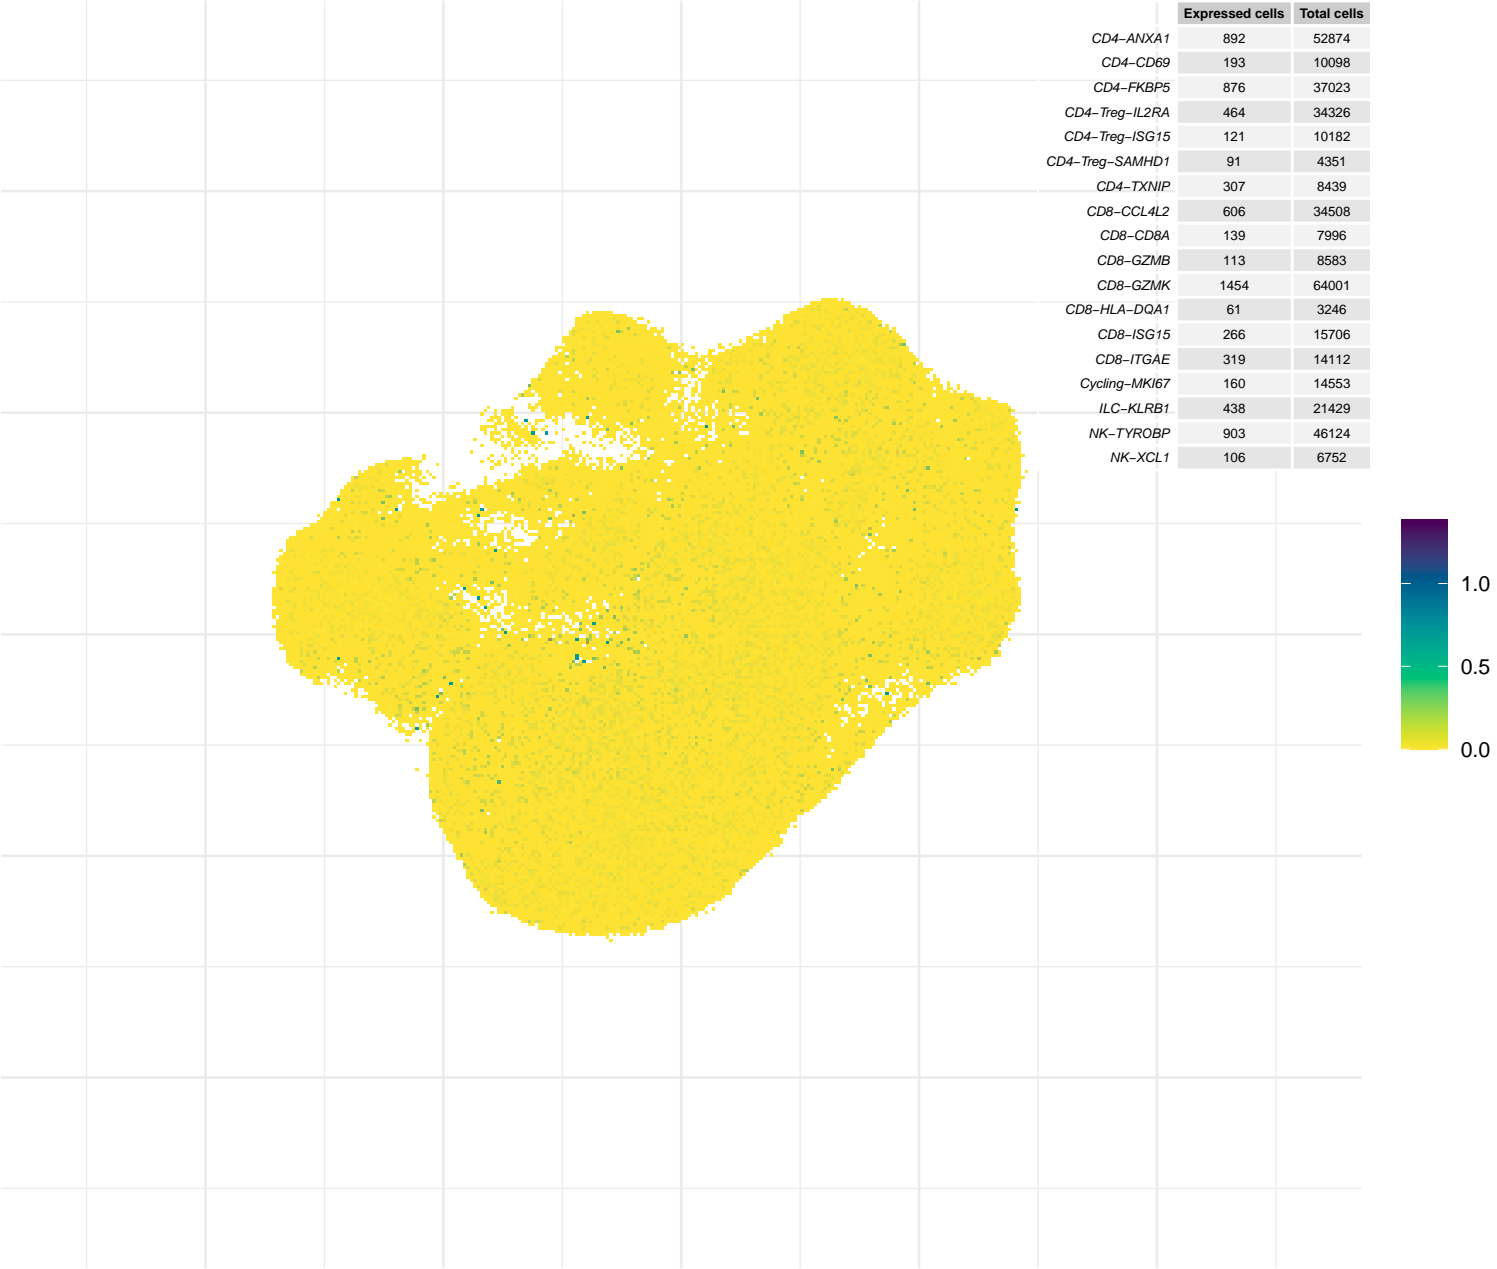 Expressed cells Total cells
CD4−ANXA1 892 52874
CD4−CD69 193 10098
CD4−FKBP5 876 37023
CD4−Treg−IL2RA 464 34326
CD4−Treg−ISG15 121 10182
CD4−Treg−SAMHD1 91 4351
CD4−TXNIP 307 8439
CD8−CCL4L2 606 34508
CD8−CD8A 139 7996
CD8−GZMB 113 8583
CD8−GZMK 1454 64001
CD8−HLA−DQA1 61 3246
CD8−ISG15 266 15706
CD8−ITGAE 319 14112
Cycling−MKI67 160 14553
ILC−KLRB1 438 21429
NK−TYROBP 903 46124
NK−XCL1 106 6752
1.0
0.5
0.0